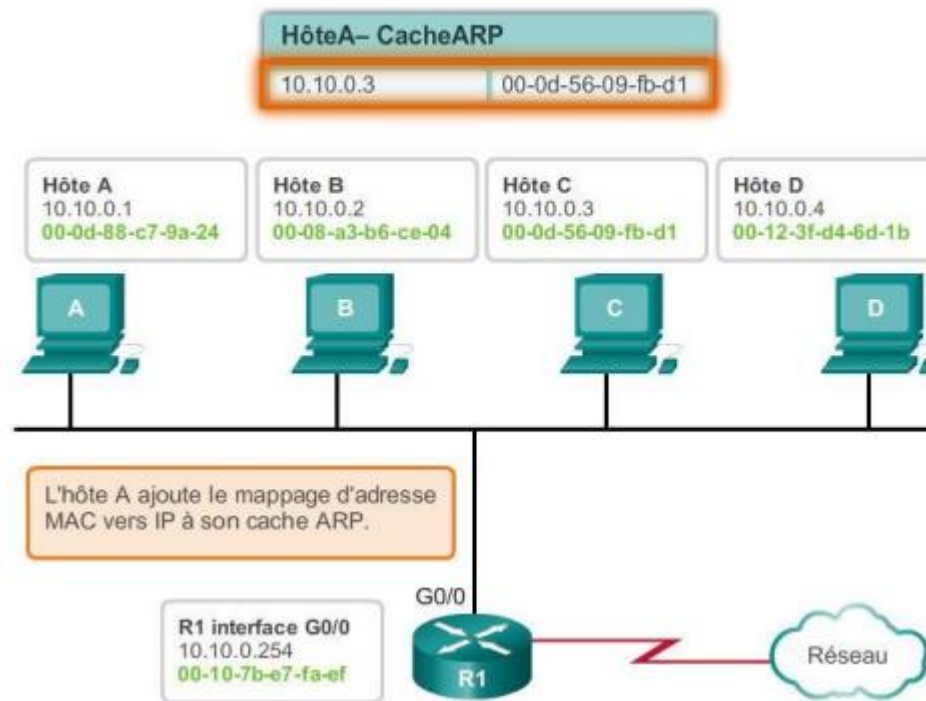 HôteA– CacheARP
10.10.0.3 00-0d-56-09-fb-d1
Hôte A
10.10.0.1
00-0d-88-c7-9a-24
Hôte B
10.10.0.2
00-08-a3-b6-ce-04
Hôte C
10.10.0.3
00-0d-56-09-fb-d1
Hôte D
10.10.0.4
00-12-3f-d4-6d-1b
A
B
C
D
L'hôte A ajoute le mappage d'adresse
MAC vers IP à son cache ARP.
G0/0
R1 interface G0/0
10.10.0.254
00-10-7b-e7-fa-ef
R1
Réseau